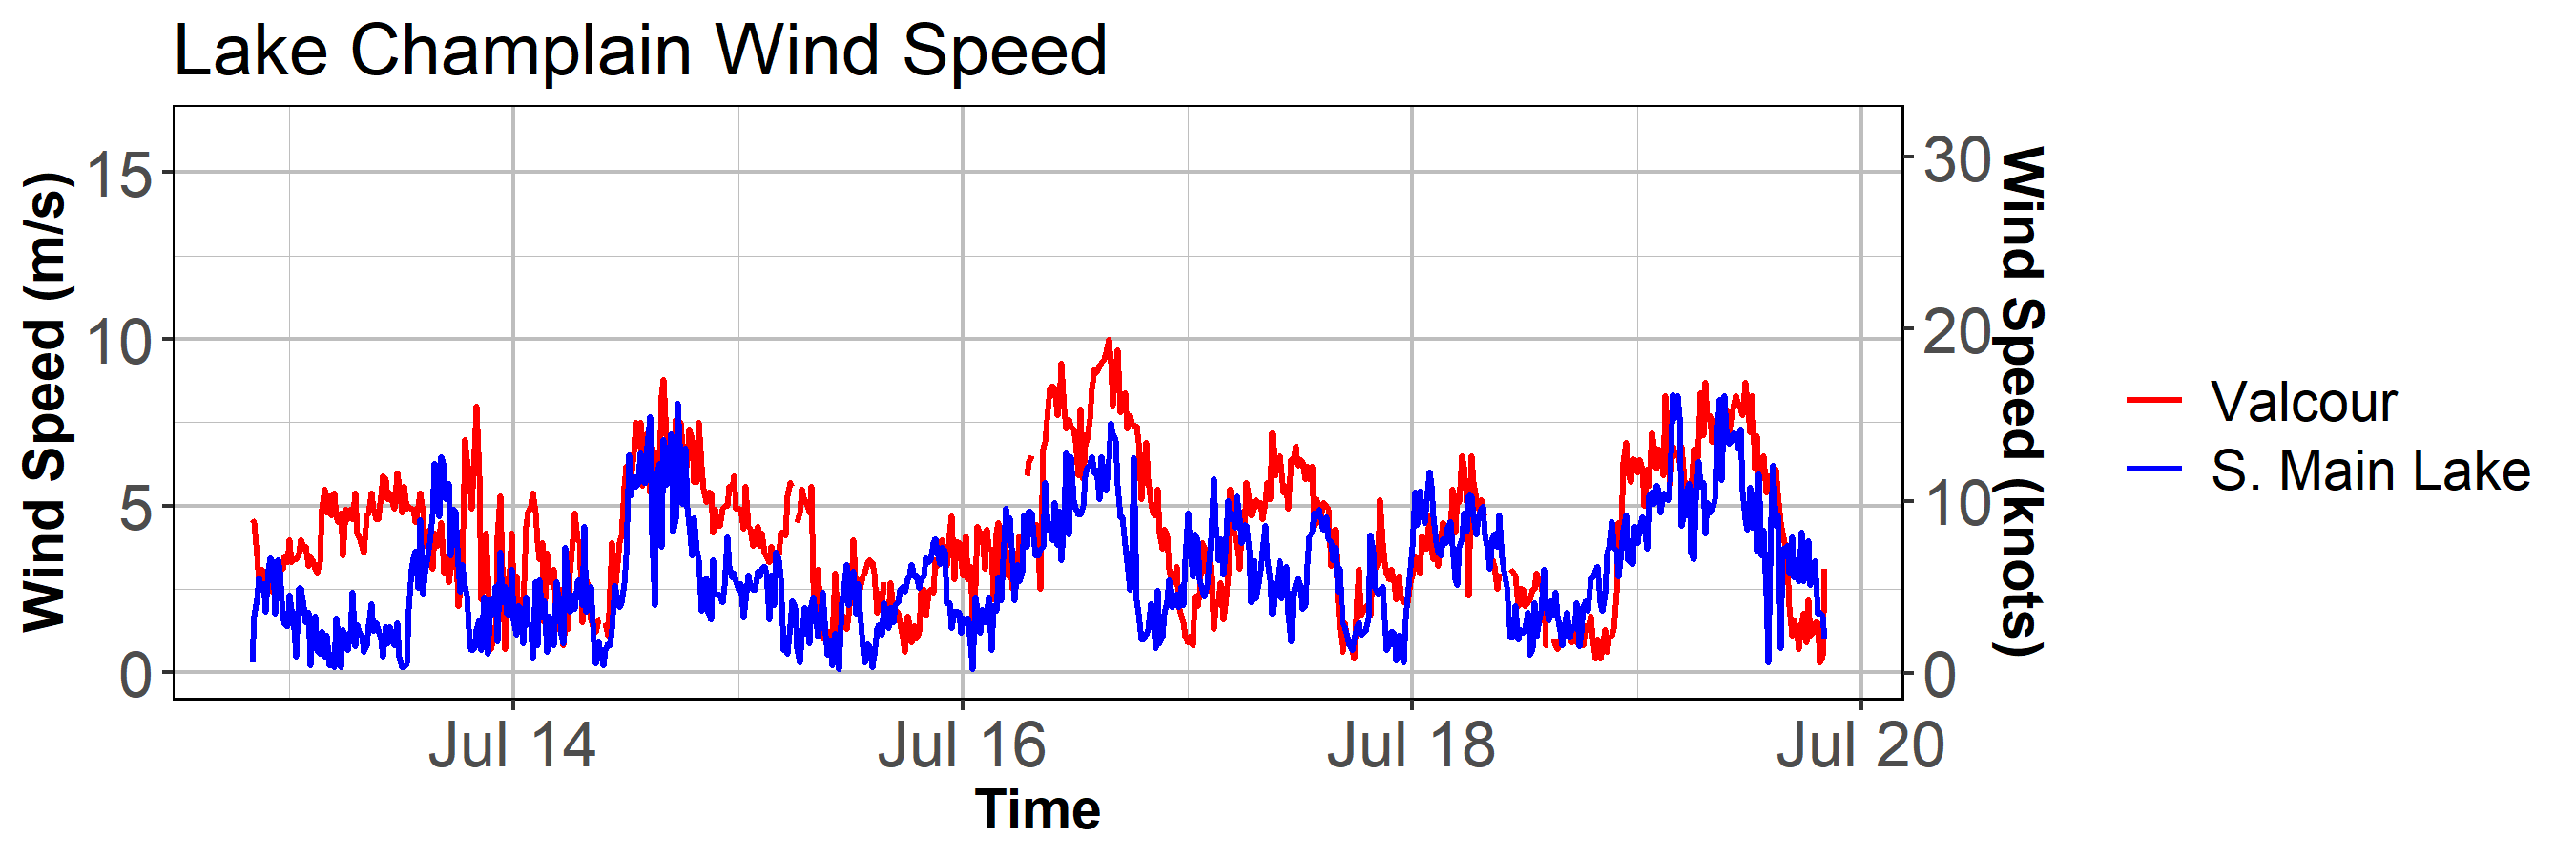 Lake Champlain Wind Speed
Wind Speed (m/s)
15
10
5
0
30
20
10
0
Wind Speed (knots)
Jul 14
Jul 16
Jul 18
Jul 20
Time
Valcour
S. Main Lake